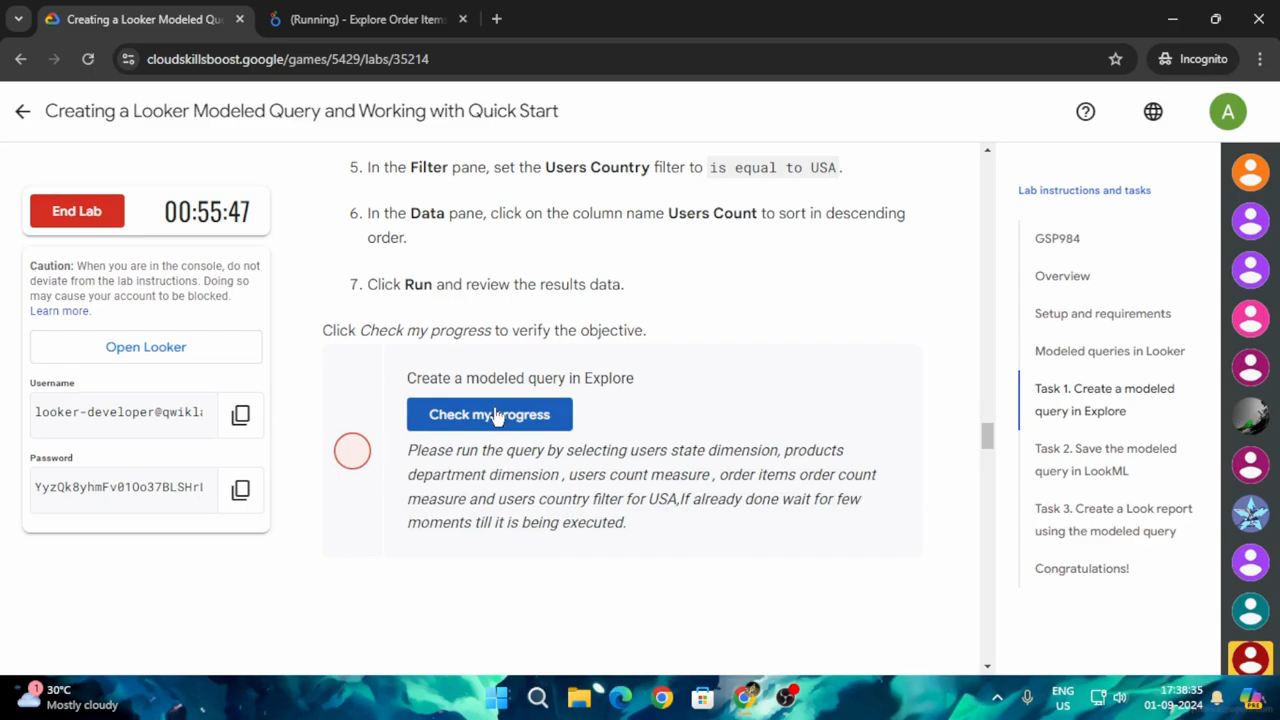 Creating a Looker Modeled Qu
(Running) - Explore Order Item
cloudskillsboost.google/games/5429/labs/35214
Incognito
Creating a Looker Modeled Query and Working with Quick Start
A
End Lab
00:55:47
Caution: When you are in the console, do not
deviate from the lab instructions. Doing so
may cause your account to be blocked.
Learn more.
Open Looker
Username
looker-developer@qwikla
Password
YyzQk8yhmFv01Oo37BLSHrl
5. In the Filter pane, set the Users Country filter to is equal to USA.
6. In the Data pane, click on the column name Users Count to sort in descending
order.
7. Click Run and review the results data.
Click Check my progress to verify the objective.
Create a modeled query in Explore
Check my progress
Please run the query by selecting users state dimension, products
department dimension , users count measure , order items order count
measure and users country filter for USA,If already done wait for few
moments till it is being executed.
Lab instructions and tasks
GSP984
Overview
Setup and requirements
Modeled queries in Looker
Task 1. Create a modeled
query in Explore
Task 2. Save the modeled
query in LookML
Task 3. Create a Look report
using the modeled query
Congratulations!
1
30°C
Mostly cloudy
ENG
US
17:38:35
01-09-2024
PRE